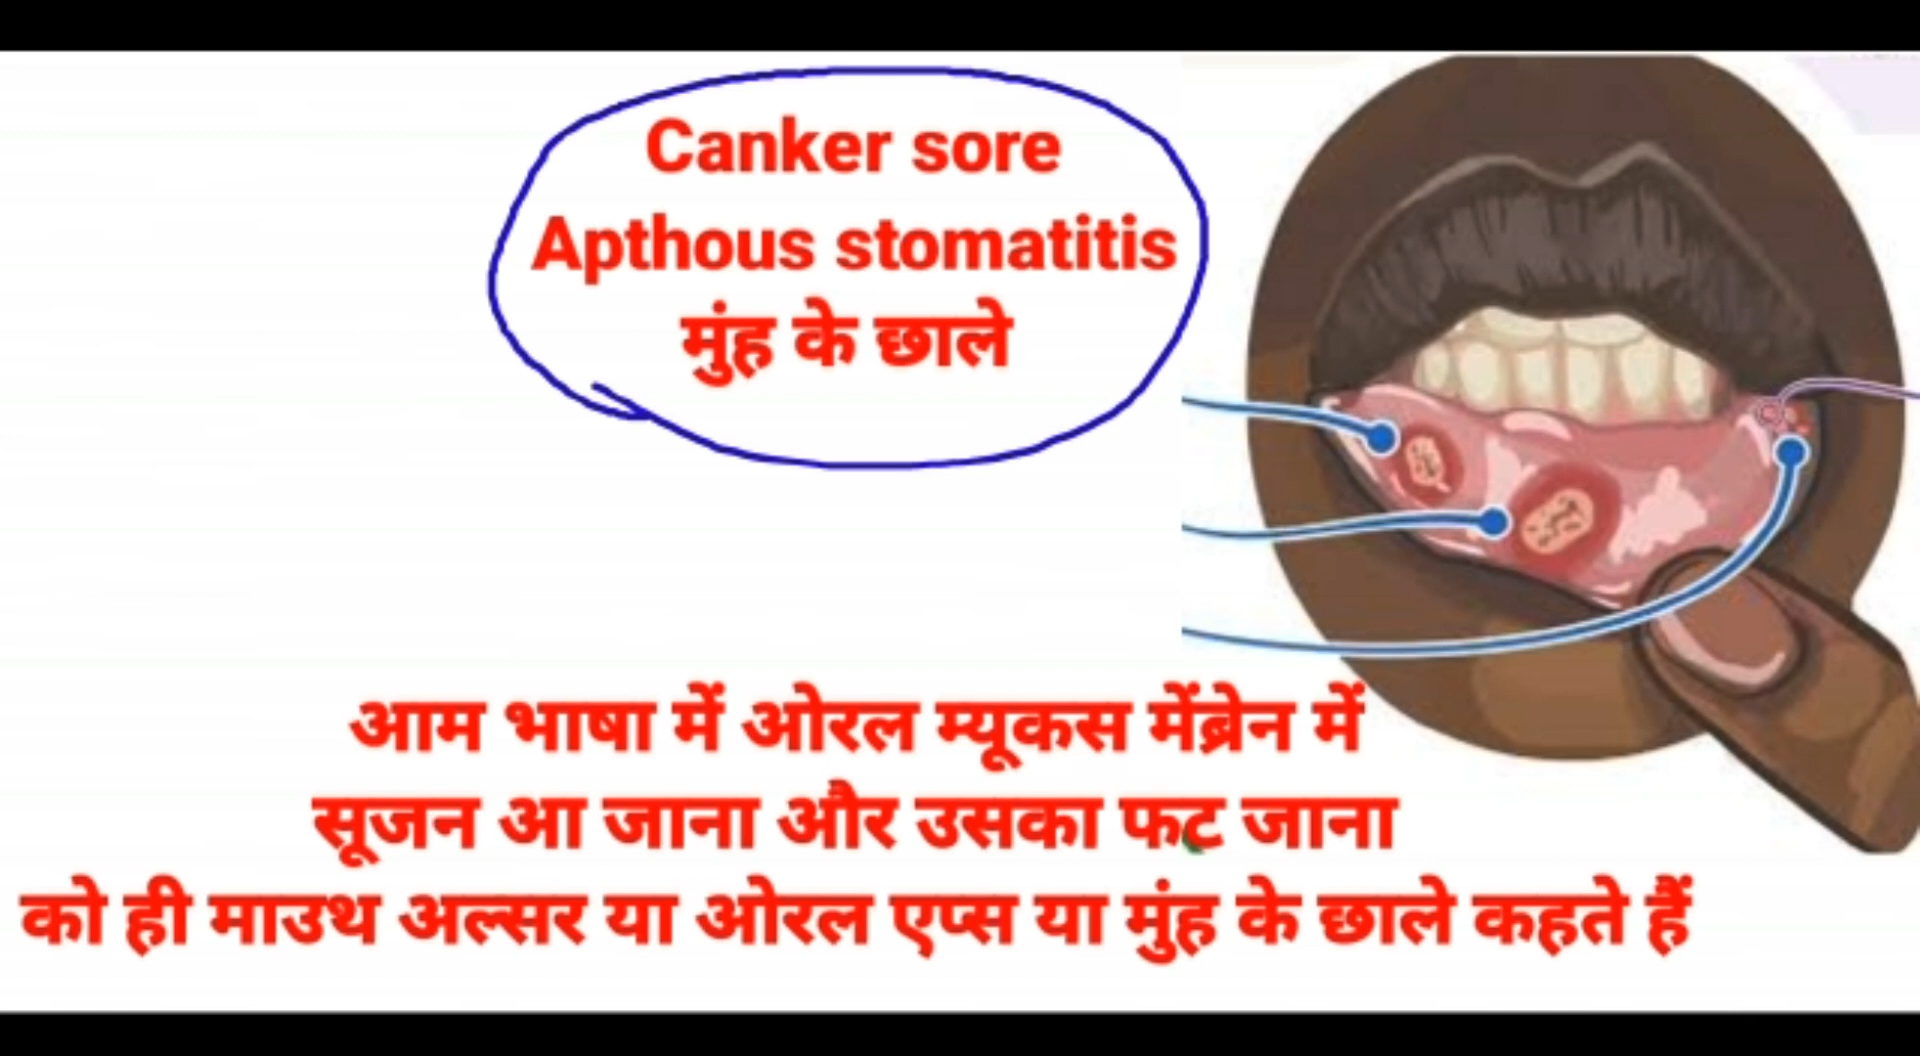 Canker sore
Apthous stomatitis
मुंह के छाले
आम भाषा में ओरल म्यूकस मेंब्रेन में
सूजन आ जाना और उसका फट जाना
को ही माउथ अल्सर या ओरल एप्स या मुंह के छाले कहते हैं